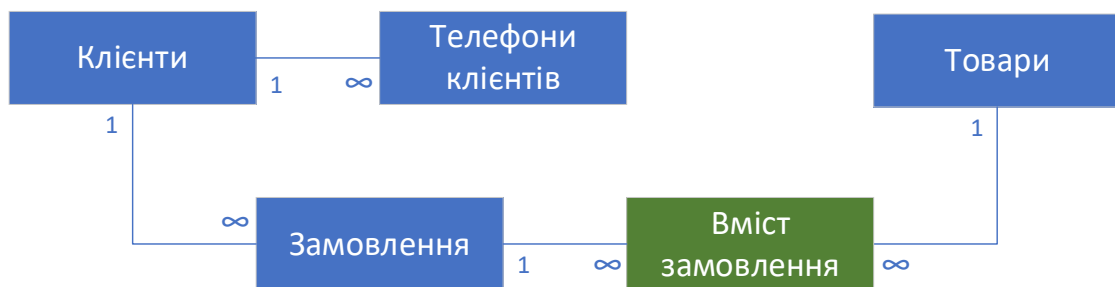 Клієнти
1
∞
Телефони
клієнтів
Товари
1
1
∞
Замовлення
1
∞
Вміст
замовлення
∞